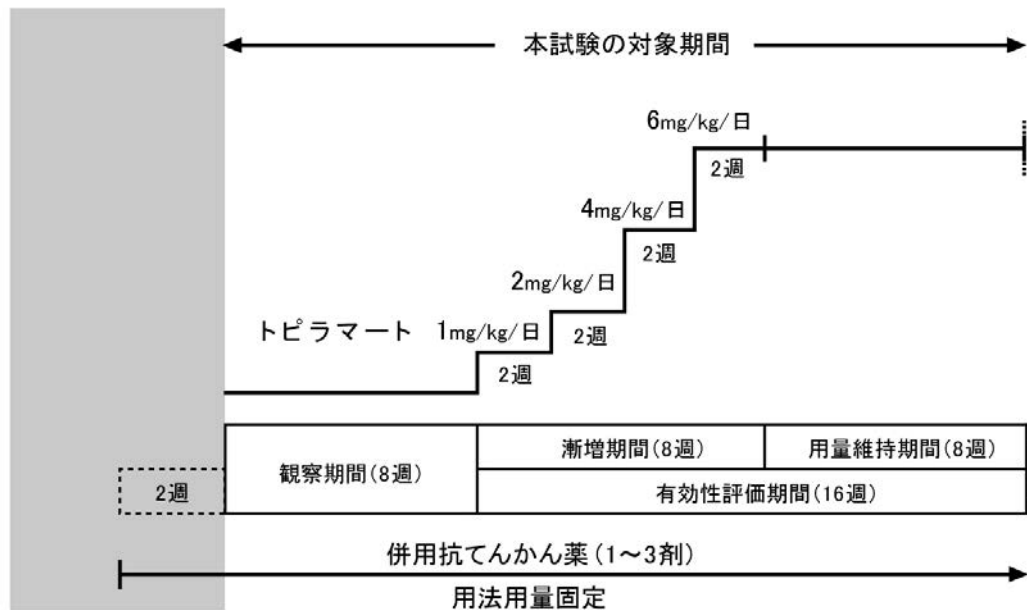 本試験の対象期間
6mg/kg/日
2週
4mg/kg/日
2週
2mg/kg/日
2週
トピラマート
1mg/kg/日
2週
漸増期間(8週)
用量維持期間(8週)
観察期間(8週)
2週
有効性評価期間(16週)
併用抗てんかん薬(1～3剤)
用法用量固定